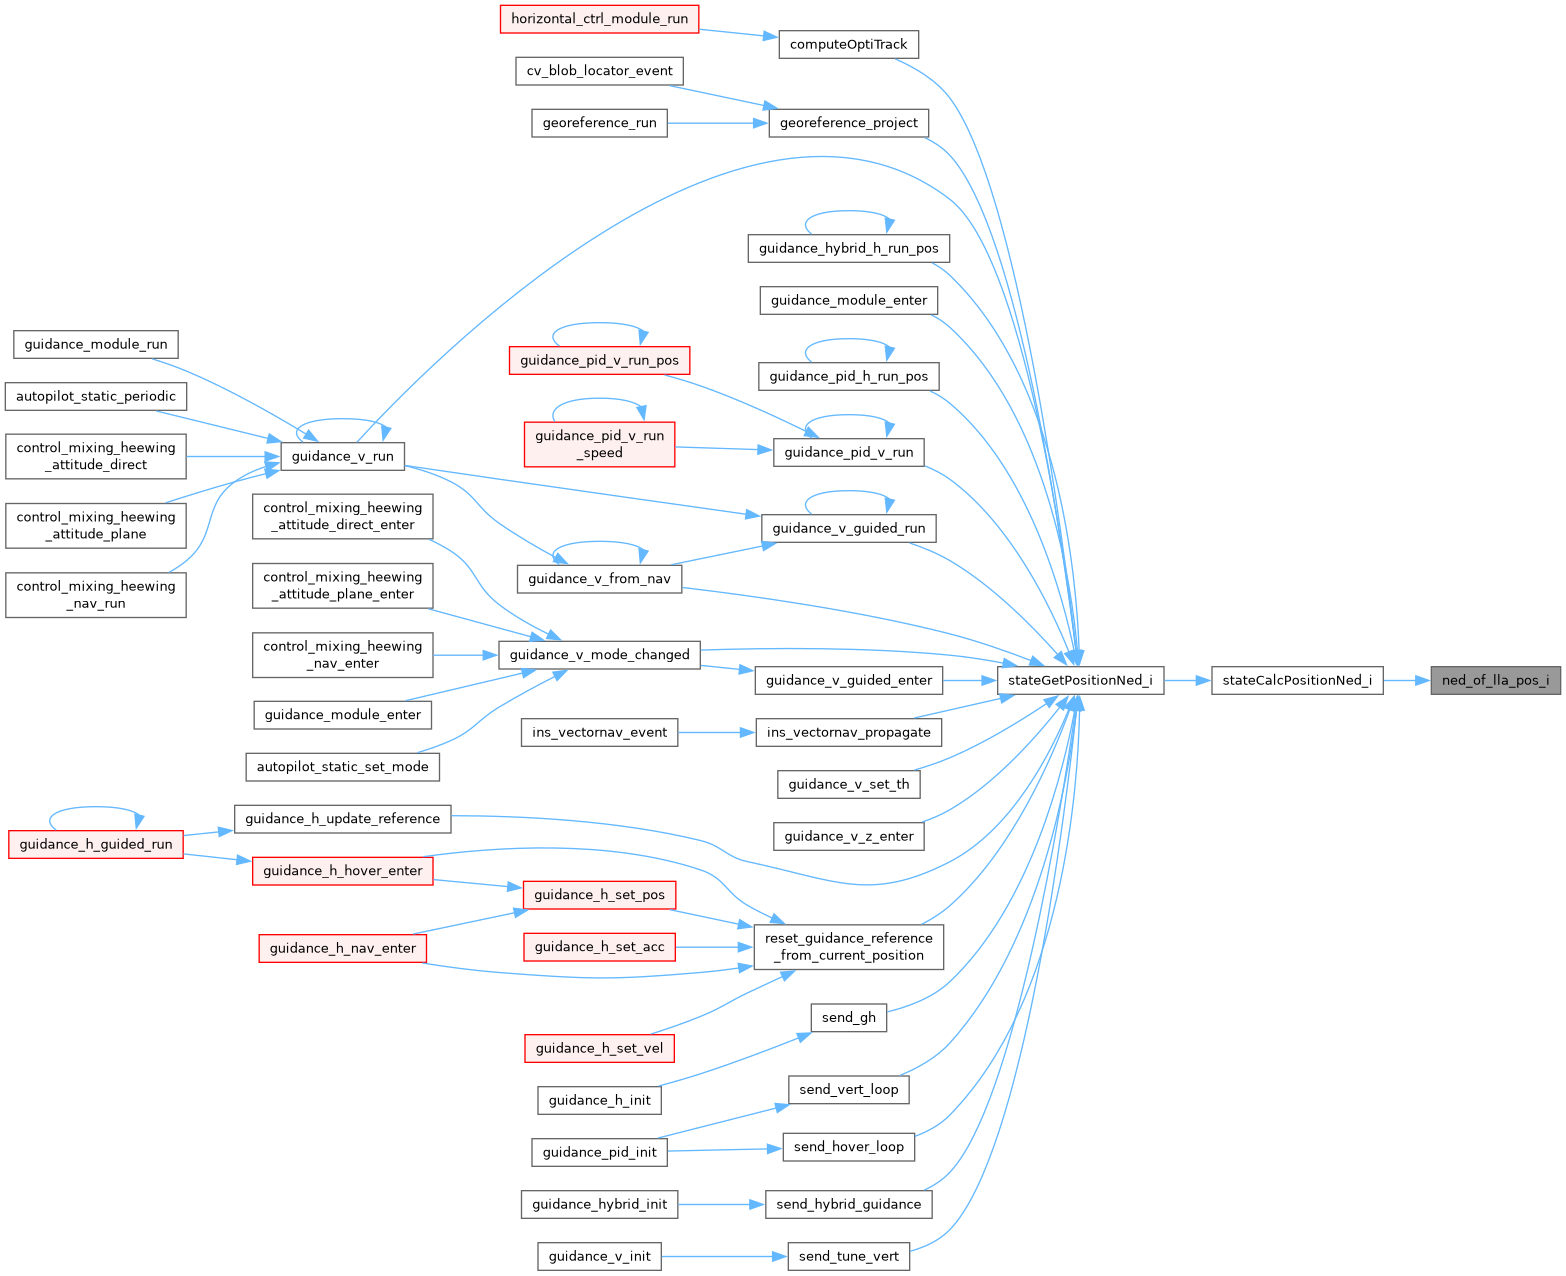 horizontal_ctrl_module_run
computeOptiTrack
cv_blob_locator_event
georeference_run
georeference_project
guidance_hybrid_h_run_pos
guidance_module_enter
guidance_module_run
guidance_pid_v_run_pos
guidance_pid_h_run_pos
autopilot_static_periodic
control_mixing_heewing
_attitude_direct
guidance_v_run
guidance_pid_v_run
_speed
guidance_pid_v_run
control_mixing_heewing
_attitude_plane
control_mixing_heewing
_attitude_direct_enter
guidance_v_guided_run
control_mixing_heewing
_nav_run
control_mixing_heewing
_attitude_plane_enter
guidance_v_from_nav
control_mixing_heewing
_nav_enter
guidance_v_mode_changed
guidance_v_guided_enter
stateGetPositionNed_i
stateCalcPositionNed_i
ned_of_lla_pos_i
guidance_module_enter
ins_vectornav_event
ins_vectornav_propagate
autopilot_static_set_mode
guidance_v_set_th
guidance_h_update_reference
guidance_v_z_enter
guidance_h_guided_run
guidance_h_hover_enter
guidance_h_set_pos
guidance_h_nav_enter
guidance_h_set_acc
reset_guidance_reference
_from_current_position
guidance_h_set_vel
send_gh
guidance_h_init
send_vert_loop
guidance_pid_init
send_hover_loop
guidance_hybrid_init
send_hybrid_guidance
guidance_v_init
send_tune_vert